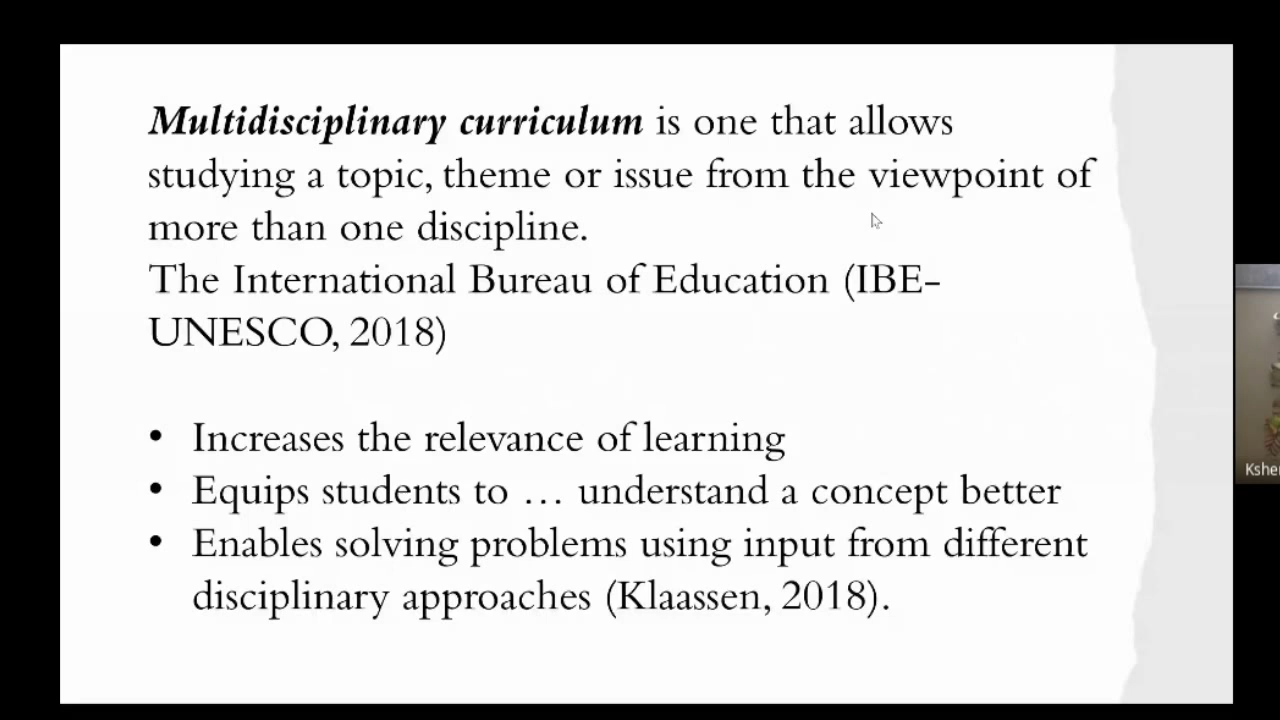 Multidisciplinary curriculum is one that allows
studying a topic, theme or issue from the viewpoint of
more than one discipline.
The International Bureau of Education (IBE-
UNESCO, 2018)
• Increases the relevance of learning
• Equips students to … understand a concept better
• Enables solving problems using input from different
disciplinary approaches (Klaassen, 2018).